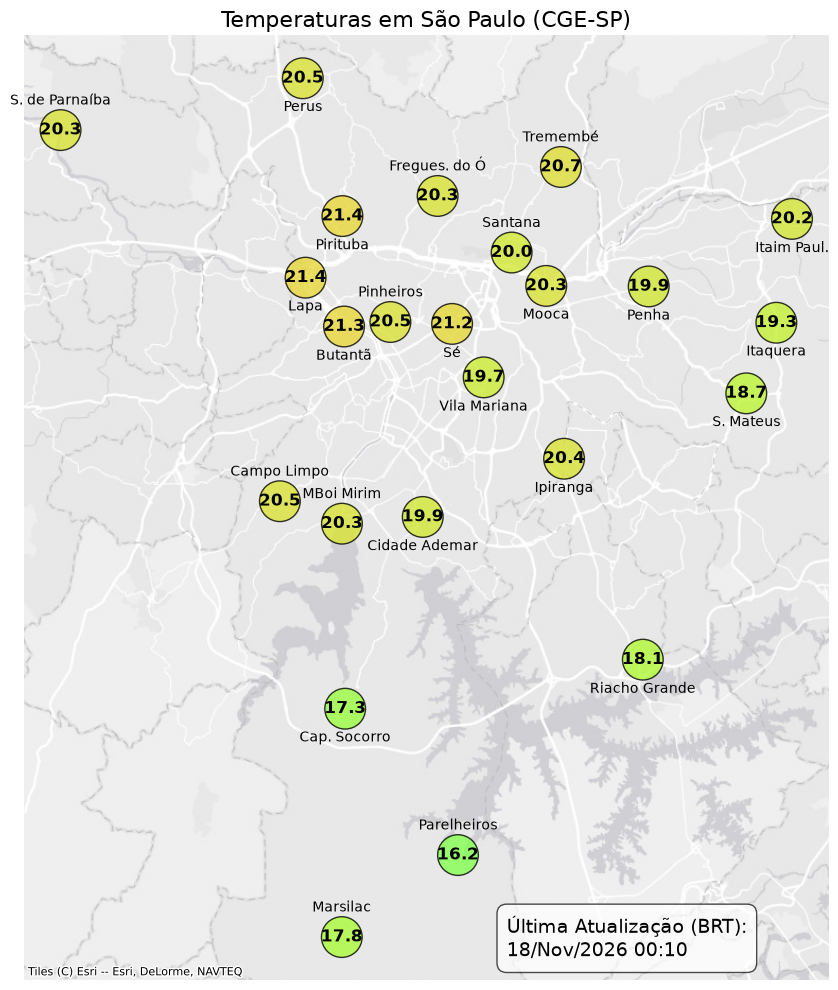 Temperaturas em São Paulo (CGE-SP)
20.5
Perus
S. de Parnaíba
20.3
Tremembé
20.7
Fregues. do Ó
20.3
21.4
Pirituba
Santana
20.0
20.2
Itaim Paul.
21.4
Lapa
Pinheiros
20.5
20.3
Mooca
19.9
Penha
21.3
Butantã
21.2
Sé
19.3
Itaquera
19.7
Vila Mariana
18.7
S. Mateus
20.4
Ipiranga
Campo Limpo
20.5
MBoi Mirim
20.3
19.9
Cidade Ademar
18.1
Riacho Grande
17.3
Cap. Socorro
Parelheiros
16.2
Marsilac
17.8
Última Atualização (BRT):
18/Nov/2026 00:10
Tiles (C) Esri -- Esri, DeLorme, NAVTEQ